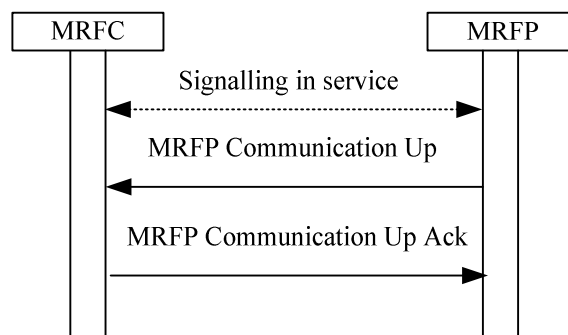 MRFC
MRFP
Signalling in service
MRFP Communication Up
MRFP Communication Up Ack